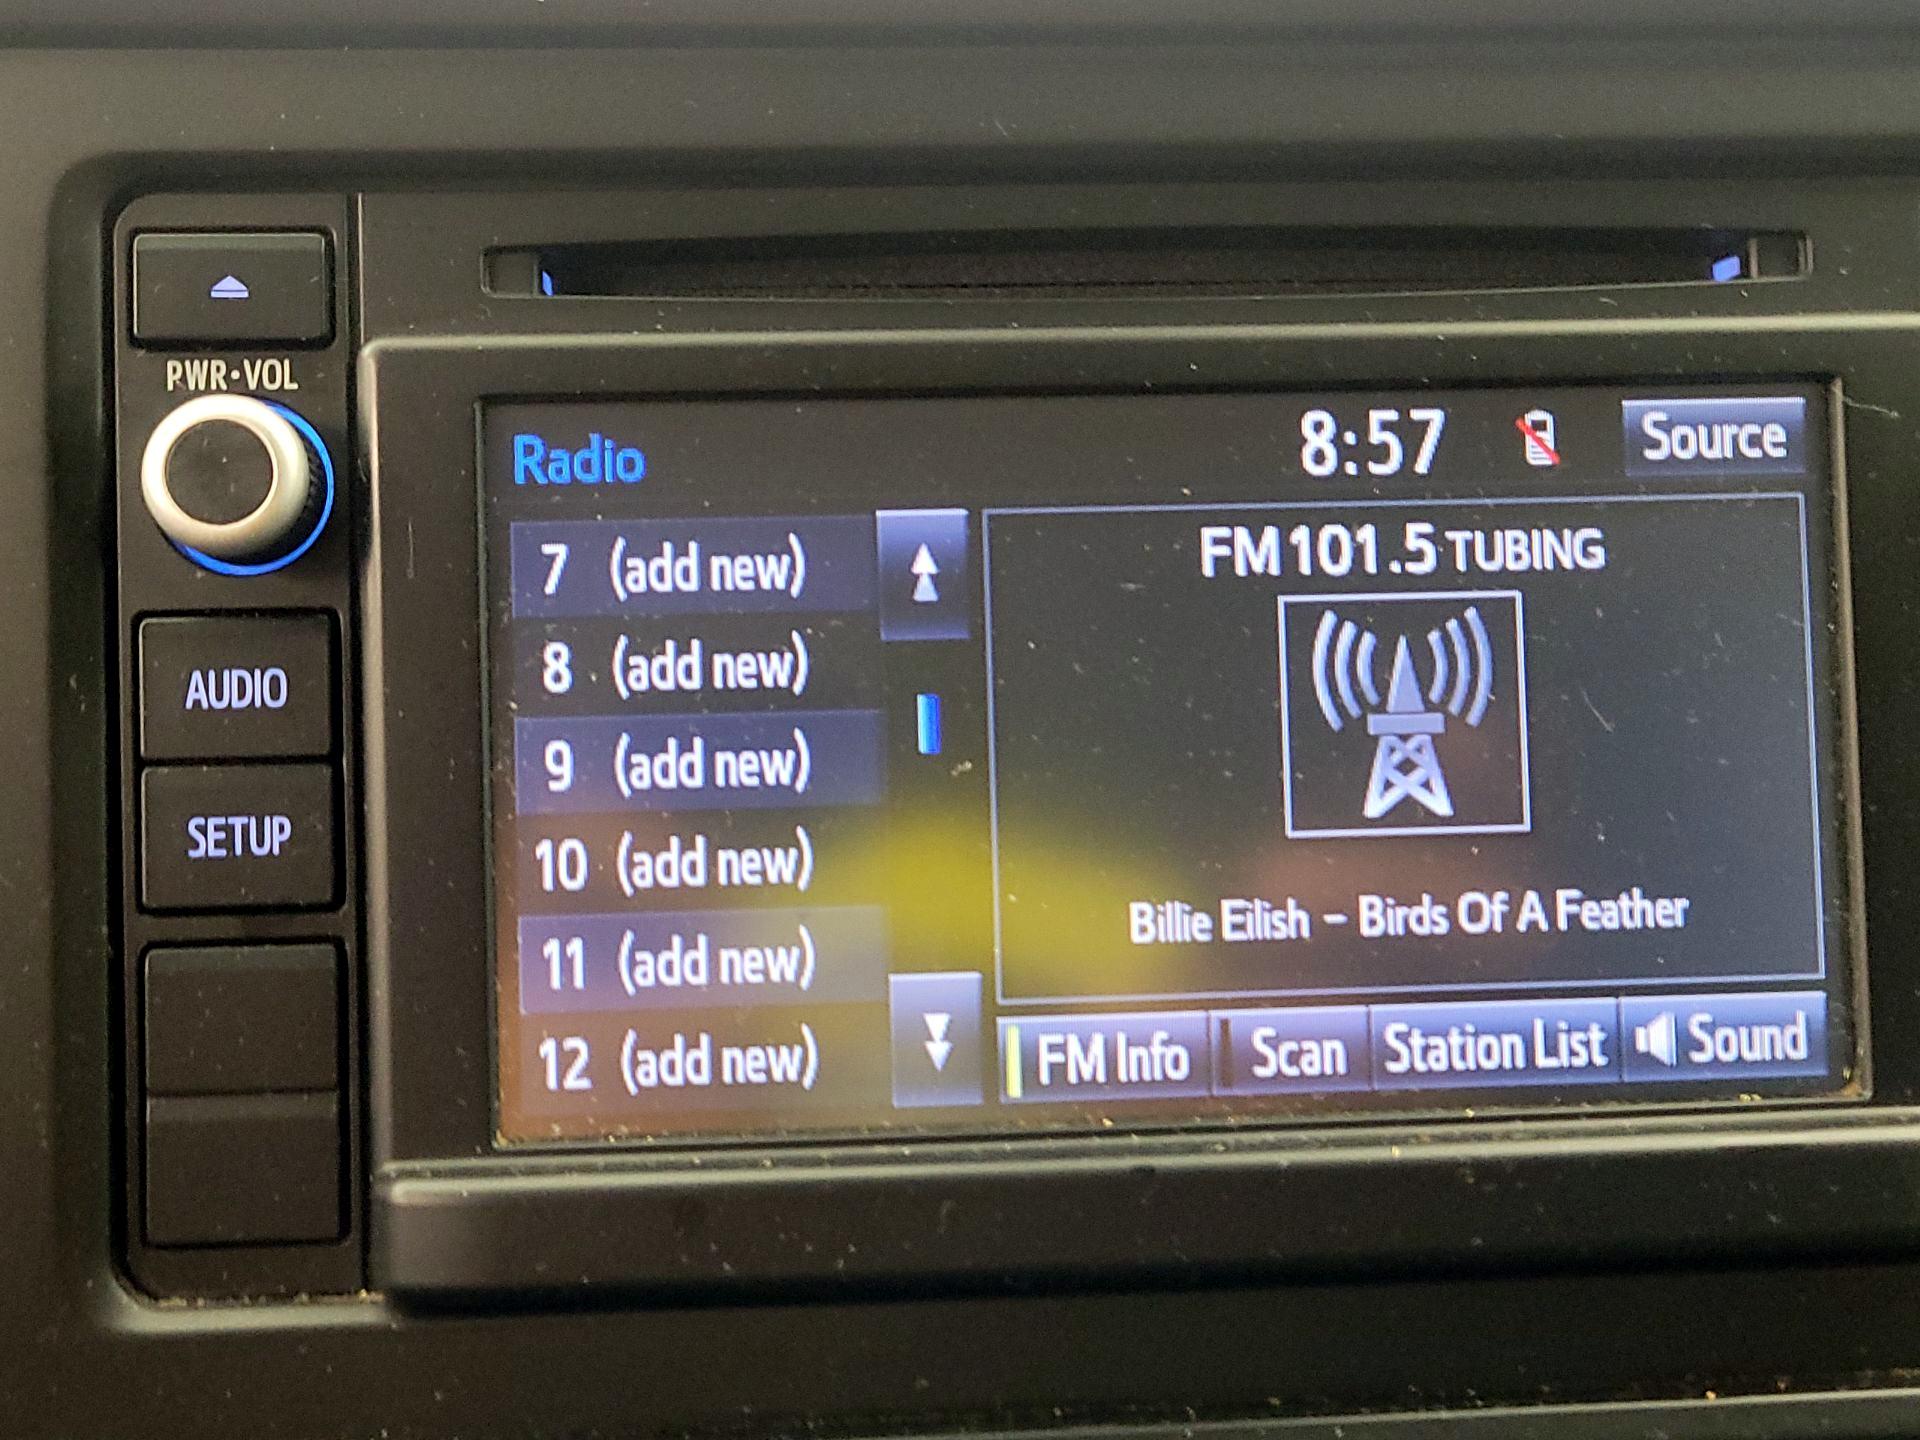 PWR•VOL
AUDIO
SETUP
Radio
8:57
Source
7 (add new)
8 (add new)
9 (add new)
10 (add new)
11 (add new)
12 (add new)
FM 101.5 TUBING
Billie Eilish - Birds Of A Feather
FM Info
Scan
Station List
Sound